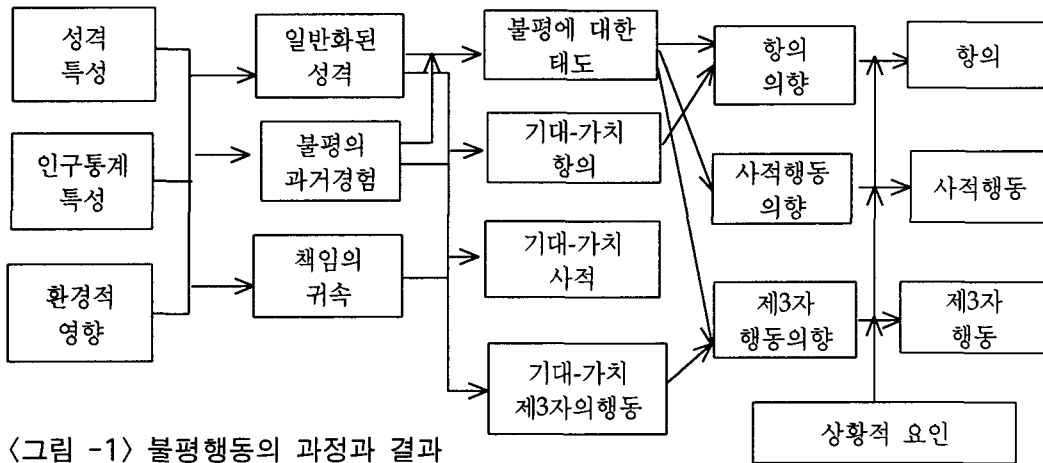 성격
특성
인구통계
특성
환경적
영향
일반화된
성격
불평의
과거경험
책임의
귀속
불평에 대한
태도
기대-가치
항의
기대-가치
사적
기대-가치
제3자의행동
항의
의향
사적행동
의향
제3자
행동의향
항의
사적행동
제3자
행동
상황적 요인
〈그림 -1〉 불평행동의 과정과 결과